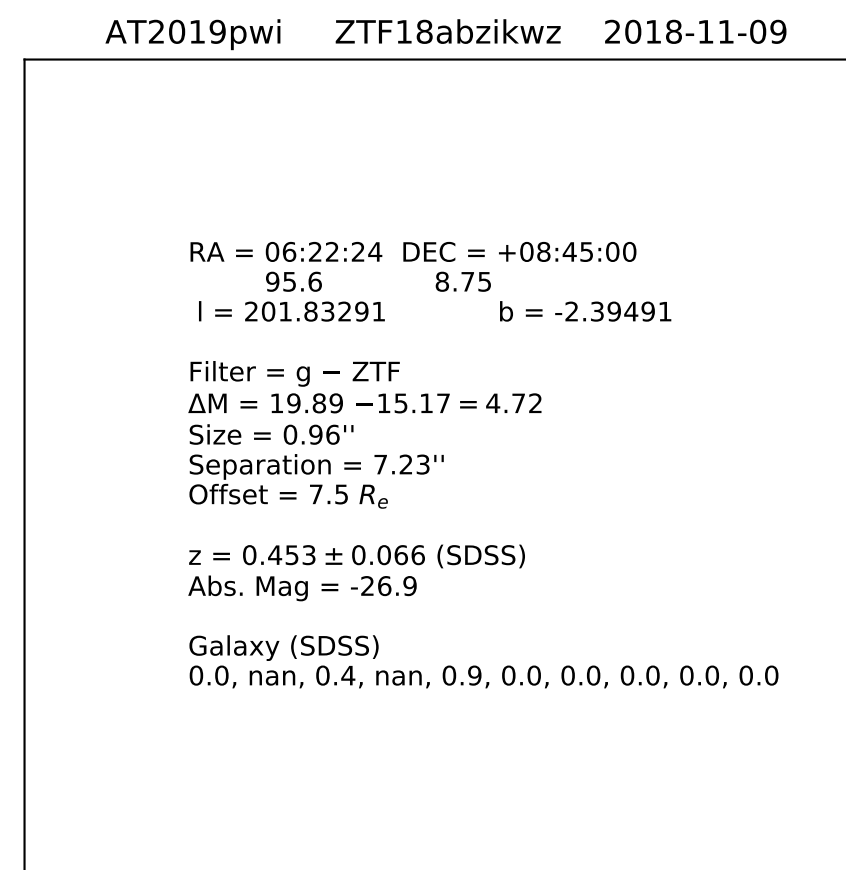 AT2019pwi ZTF18abzikwz 2018-11-09
RA = 06:22:24 DEC = +08:45:00
95.6 8.75
l = 201.83291 b = -2.39491
Filter = g − ZTF
ΔM = 19.89 −15.17 = 4.72
Size = 0.96''
Separation = 7.23''
Offset = 7.5 Re
z = 0.453 ± 0.066 (SDSS)
Abs. Mag = -26.9
Galaxy (SDSS)
0.0, nan, 0.4, nan, 0.9, 0.0, 0.0, 0.0, 0.0, 0.0